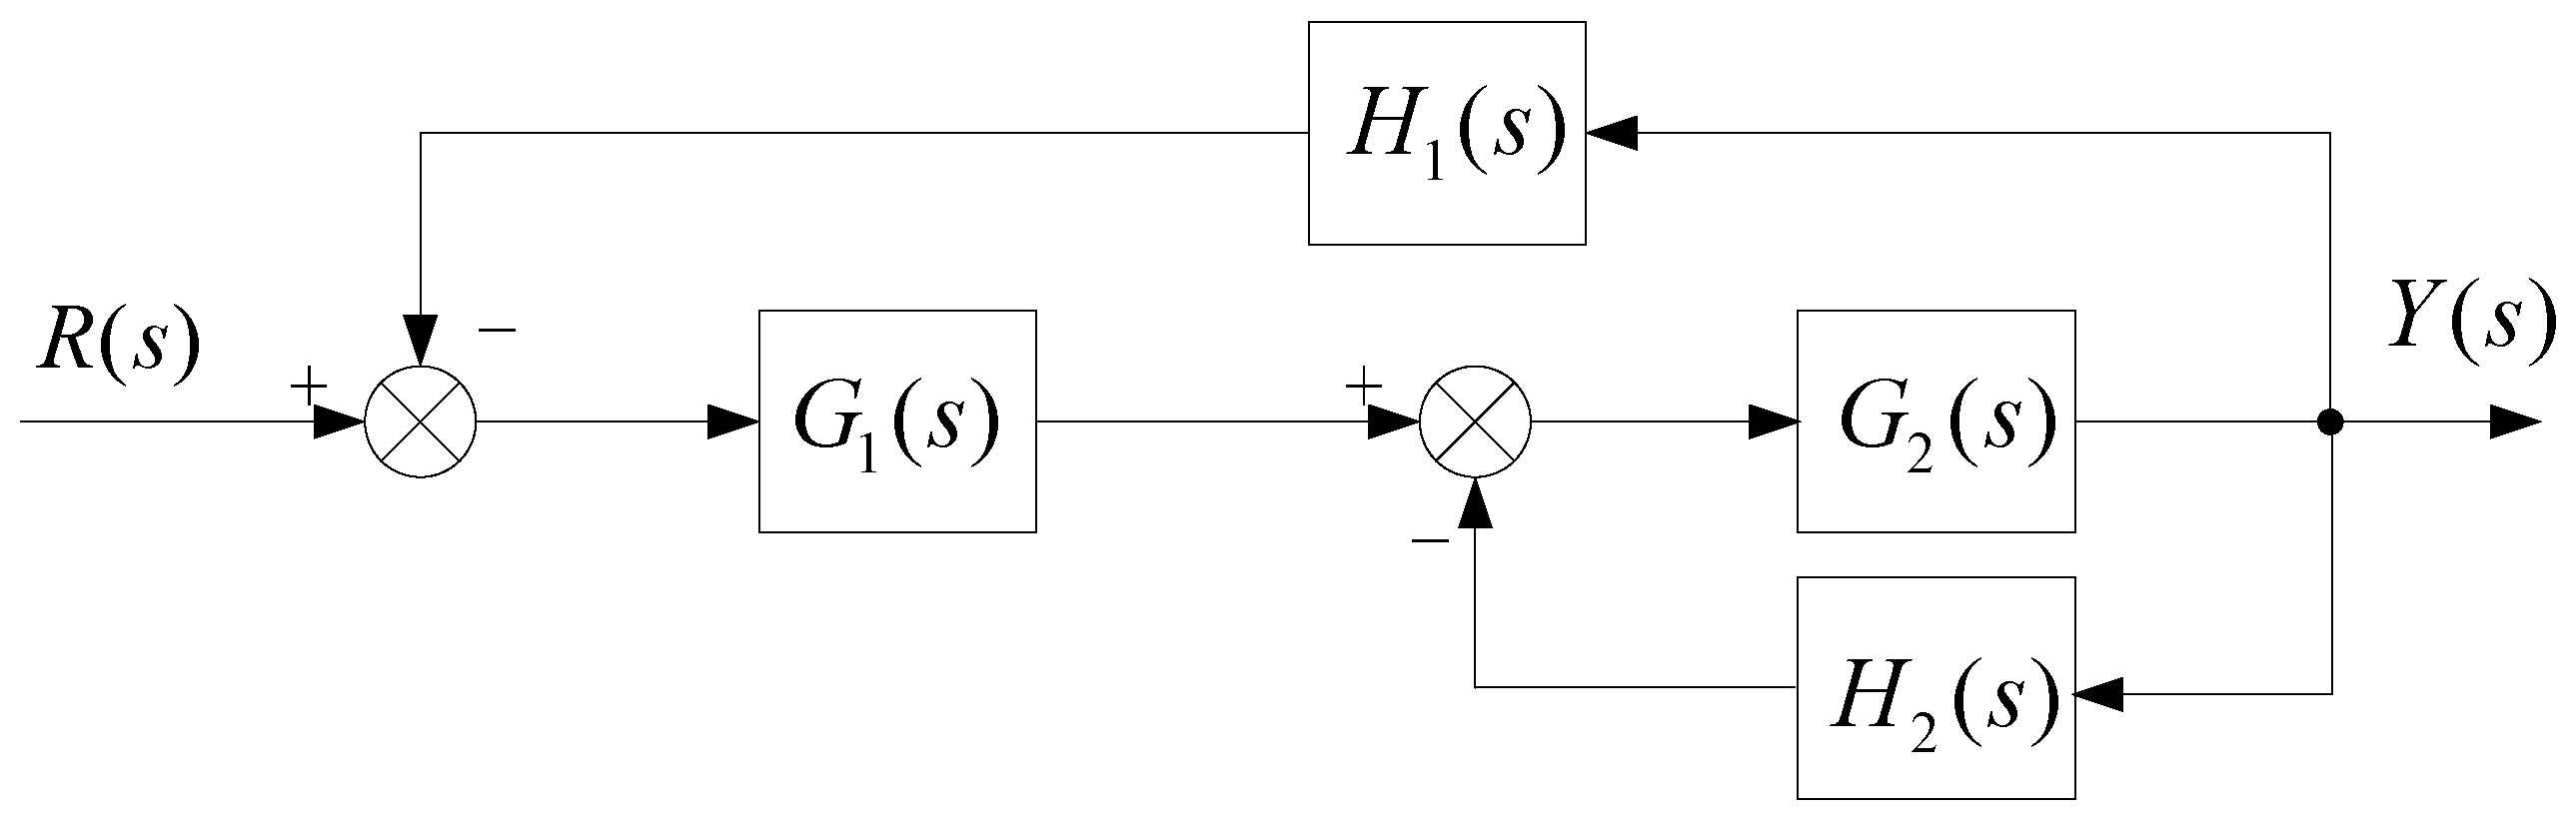 H₁(s)
R(s)
−
Y(s)
+
+
G₁(s)
G₂(s)
−
H₂(s)